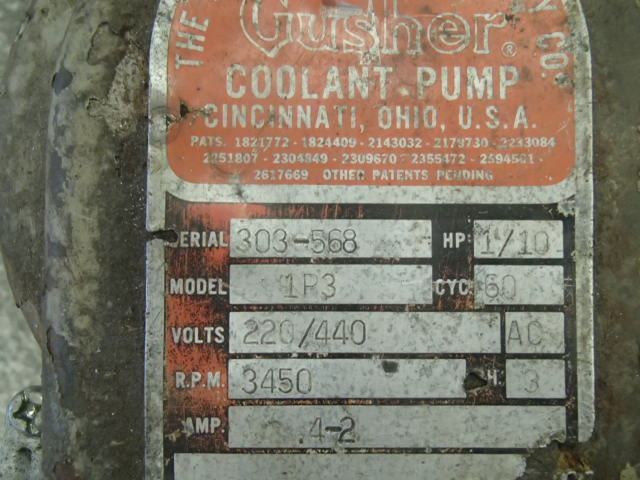 THE
Gusher®
CO.
COOLANT-PUMP
CINCINNATI, OHIO, U.S.A.
PATS. 1821772 - 1824409 - 2143032 - 2179730 - 2233084
2251807 - 2304849 - 2309670 - 2355472 - 2594501 -
2617669 OTHER PATENTS PENDING
SERIAL 303-568 HP. 1/10
MODEL 1P3 CYC. 60
VOLTS 220/440 AC
R.P.M. 3450 H. 3
AMP. .4-2